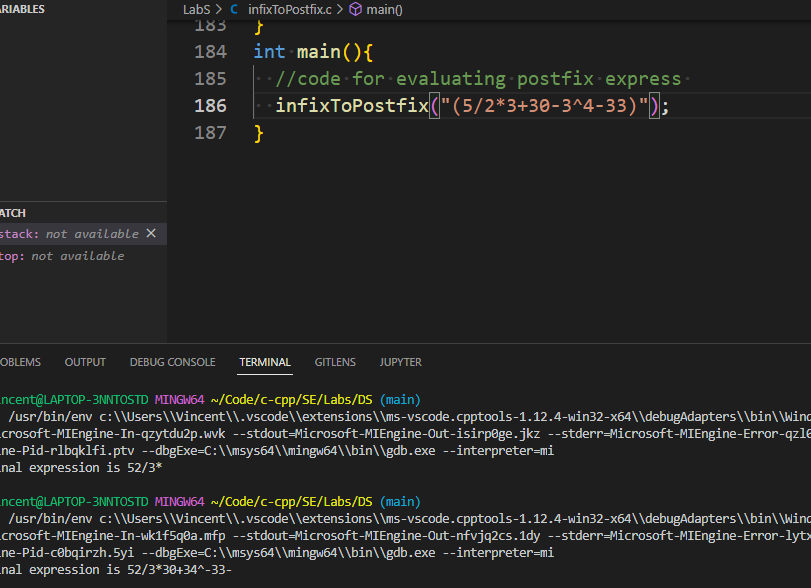 ARIABLES
LabS > C infixToPostfix.c > main()
183 }
184 int main(){
185 //code for evaluating postfix express
186 infixToPostfix("(5/2*3+30-3^4-33)");
187 }
ATCH
stack: not available ×
top: not available
OBLEMS OUTPUT DEBUG CONSOLE TERMINAL GITLENS JUPYTER
ncent@LAPTOP-3NNTOSTD MINGW64 ~/Code/c-cpp/SE/Labs/DS (main)
/usr/bin/env c:\\Users\\Vincent\\.vscode\\extensions\\ms-vscode.cpptools-1.12.4-win32-x64\\debugAdapters\\bin\\Wind
icrosoft-MIEngine-In-qzytdu2p.wvk --stdout=Microsoft-MIEngine-Out-isirp0ge.jkz --stderr=Microsoft-MIEngine-Error-qzl6
ne-Pid-rlbqklfi.ptv --dbgExe=C:\\msys64\\mingw64\\bin\\gdb.exe --interpreter=mi
nal expression is 52/3*
ncent@LAPTOP-3NNTOSTD MINGW64 ~/Code/c-cpp/SE/Labs/DS (main)
/usr/bin/env c:\\Users\\Vincent\\.vscode\\extensions\\ms-vscode.cpptools-1.12.4-win32-x64\\debugAdapters\\bin\\Wind
icrosoft-MIEngine-In-wk1f5q0a.mfp --stdout=Microsoft-MIEngine-Out-nfvjq2cs.1dy --stderr=Microsoft-MIEngine-Error-lytx
ne-Pid-c0bqirzh.5yi --dbgExe=C:\\msys64\\mingw64\\bin\\gdb.exe --interpreter=mi
nal expression is 52/3*30+34^-33-